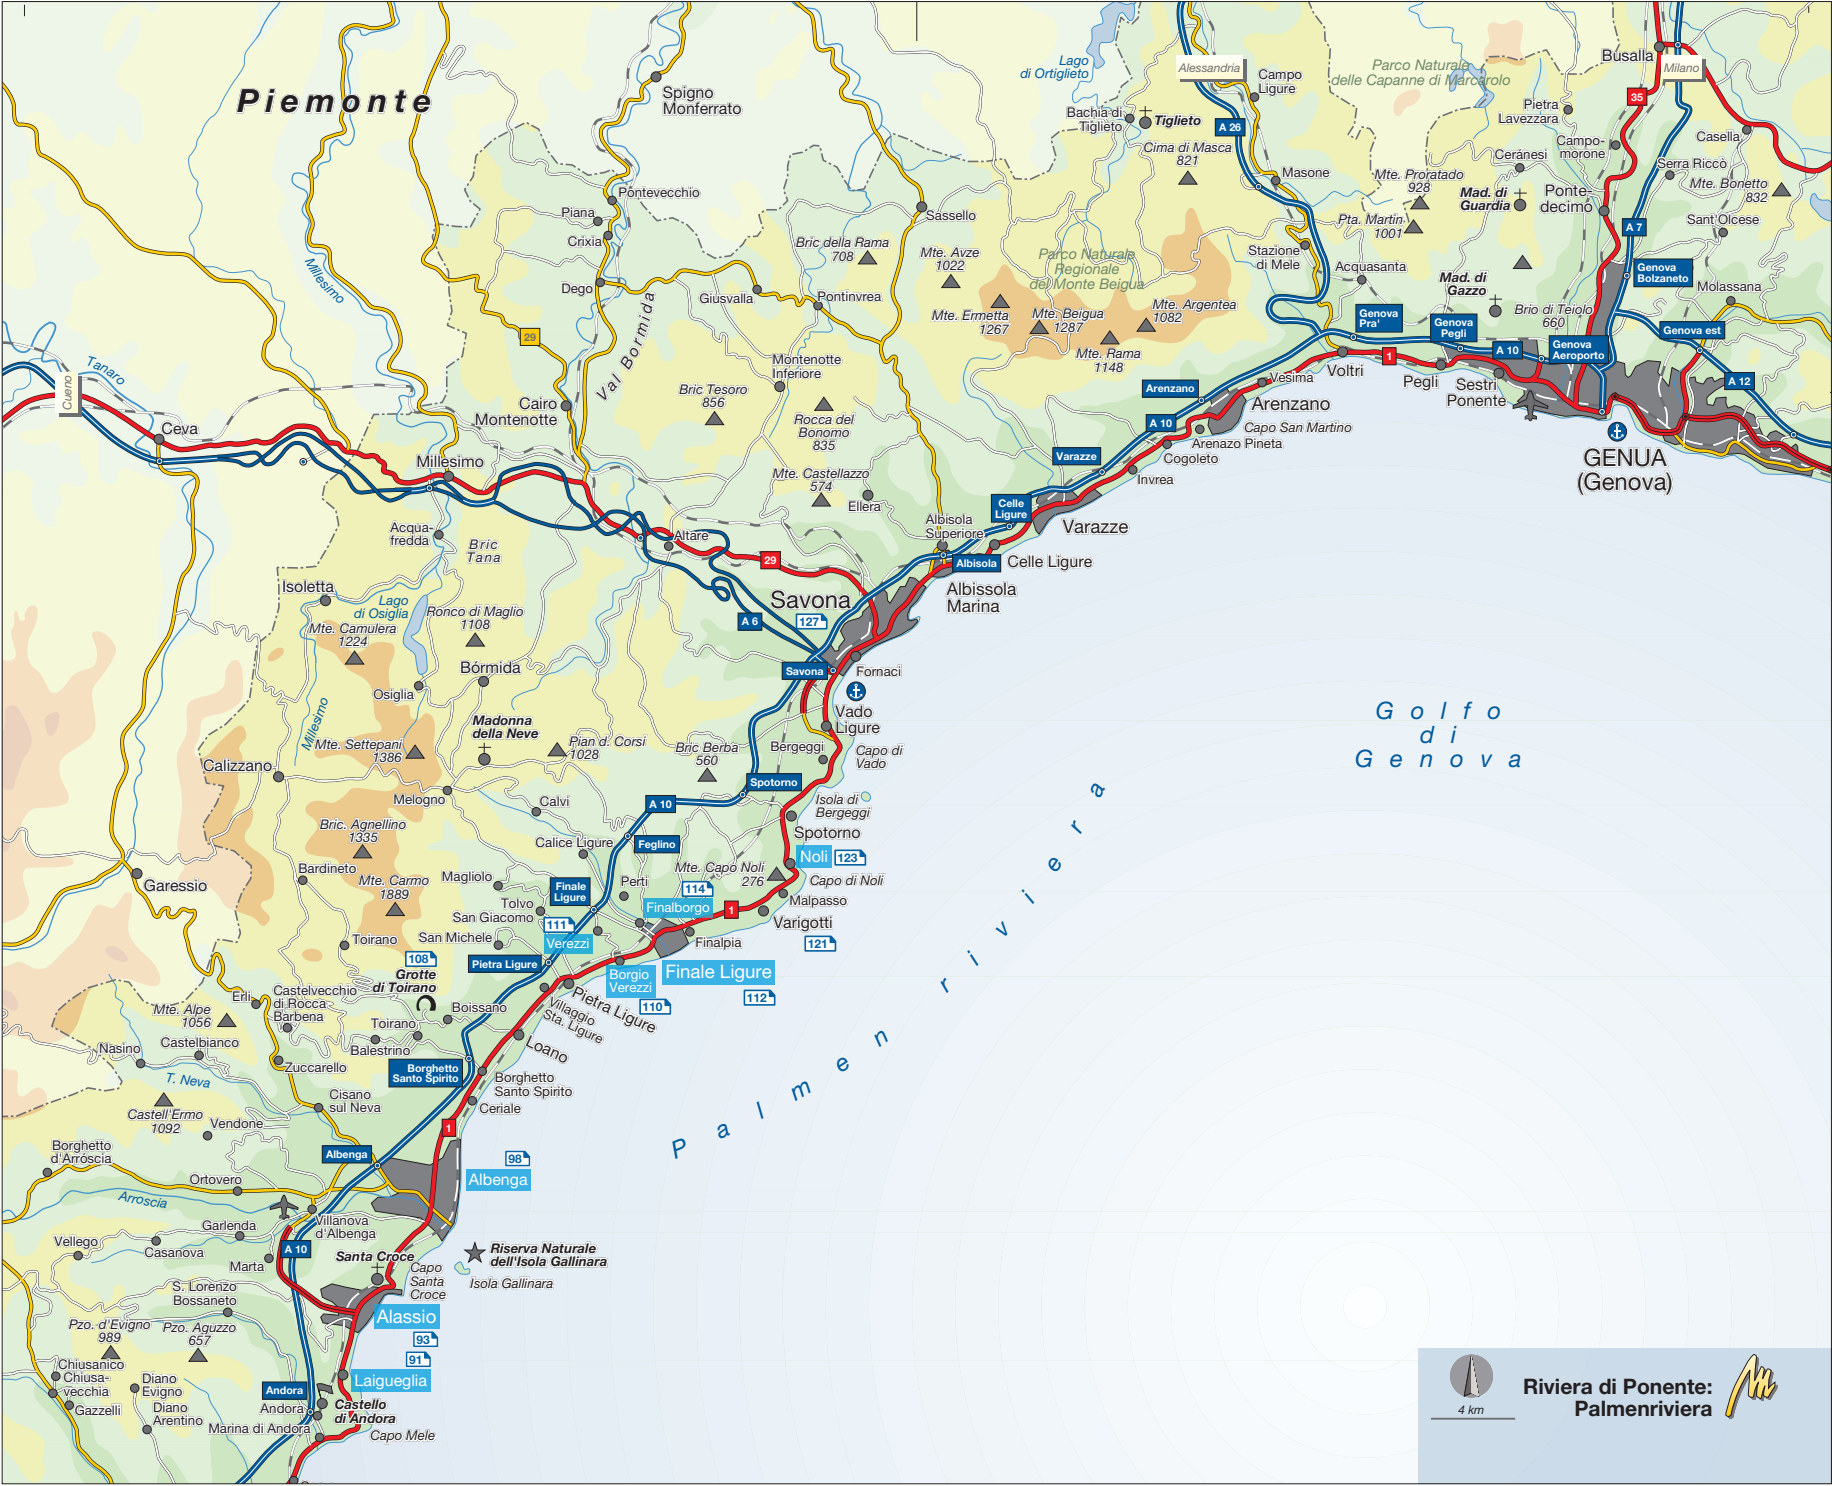 Piemonte
Spigno
Monferrato
Lago
di Ortiglieto
Alessandria
Campo
Ligure
Parco Naturale
delle Capanne di Marcarolo
Busalla
Milano
35
Pietra
Lavezzara
Bachia di
Tiglieto
Tiglieto
A 26
Cima di Masca
821
Campo-
morone
Casella
Ceránesi
Serra Riccò
Masone
Mte. Proratado
928
Mad. di
Guardia
Ponte-
decimo
Mte. Bonetto
832
Pontevecchio
Piana
Crixia
Sassello
Pta. Martin
1001
A 7
Sant'Olcese
Bric della Rama
708
Mte. Avze
1022
Parco Naturale
Regionale
del Monte Beigua
Stazione
di Mele
Acquasanta
Mad. di
Gazzo
Genova
Bolzaneto
Molassana
Millesimo
Dego
Giusvalla
Pontinvrea
Mte. Ermetta
1267
Mte. Beigua
1287
Mte. Argentea
1082
Mte. Rama
1148
Genova
Pra'
Genova
Pegli
Brio di Teiolo
660
Genova est
29
Val Bormida
A 10
Genova
Aeroporto
Tanaro
Cueno
Montenotte
Inferiore
Bric Tesoro
856
Voltri
1
Pegli
Sestri
Ponente
A 12
Vesima
Arenzano
Arenzano
Cairo
Montenotte
Rocca del
Bonomo
835
A 10
Capo San Martino
Arenazo Pineta
Ceva
Cogoleto
Varazze
Invrea
GENUA
(Genova)
Millesimo
Mte. Castellazzo
574
Ellera
Celle
Ligure
Varazze
Acqua-
fredda
Bric
Tana
Altare
Albisola
Superiore
29
Albisola
Celle Ligure
Isoletta
Lago
di Osiglia
Ronco di Maglio
1108
Savona
127
A 6
Albissola
Marina
Mte. Camulera
1224
Bórmida
Savona
Fornaci
Osiglia
Millesimo
Madonna
della Neve
Vado
Ligure
Golfo
di
Genova
Mte. Settepani
1386
Pian d. Corsi
1028
Bric Berba
560
Bergeggi
Capo di
Vado
Calizzano
Melogno
Spotorno
Calvi
A 10
Isola di
Bergeggi
Palmenriviera
Bric. Agnellino
1335
Calice Ligure
Feglino
Spotorno
Noli
123
Garessio
Bardineto
Mte. Carmo
1889
Magliolo
Finale
Ligure
Perti
114
Mte. Capo Noli
276
Capo di Noli
Tolvo
San Giacomo
Finalborgo
1
Malpasso
111
Verezzi
Varigotti
121
Toirano
San Michele
Finalpia
108
Grotte
di Toirano
Pietra Ligure
Borgio
Verezzi
110
Finale Ligure
112
Erli
Castelvecchio
di Rocca
Barbena
Mte. Alpe
1056
Boissano
Pietra Ligure
Villaggio
Sta. Ligure
Toirano
Nasino
Castelbianco
Balestrino
Loano
Zuccarello
T. Neva
Borghetto
Santo Spirito
Borghetto
Santo Spirito
Cisano
sul Neva
Ceriale
Castell'Ermo
1092
Vendone
1
Borghetto
d'Arróscia
Albenga
98
Albenga
Ortovero
Arroscia
Villanova
d'Albenga
Garlenda
Vellego
Casanova
A 10
Santa Croce
Riserva Naturale
dell'Isola Gallinara
Marta
Capo
Santa
Croce
Isola Gallinara
S. Lorenzo
Bossaneto
Alassio
93
Pzo. d'Evigno
989
Pzo. Aguzzo
657
91
Laigueglia
Chiusanico
Chiusa-
vecchia
Gazzelli
Diano
Evigno
Diano
Arentino
Andora
Andora
Castello
di Andora
Marina di Andora
Capo Mele
4 km
Riviera di Ponente:
Palmenriviera